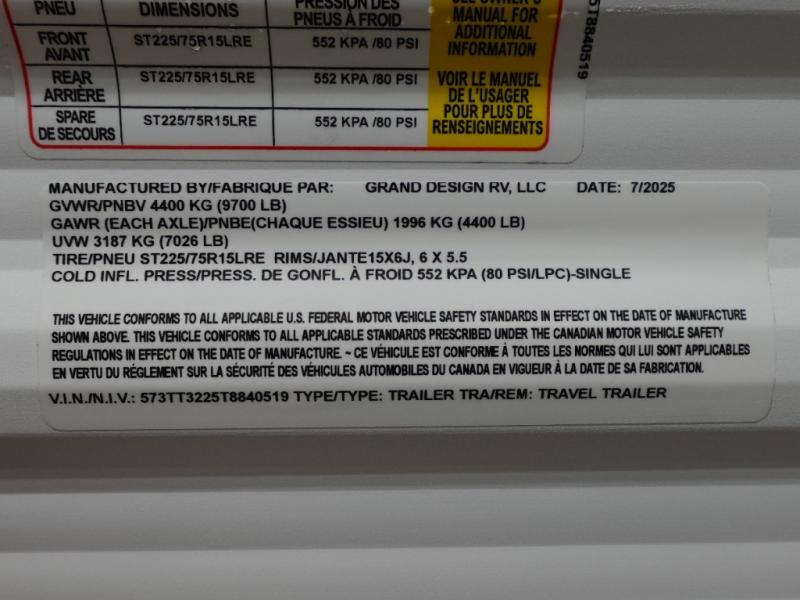 PNEU DIMENSIONS PRESSION DES
PNEUS À FROID
FRONT
AVANT ST225/75R15LRE 552 KPA /80 PSI
REAR
ARRIÈRE ST225/75R15LRE 552 KPA /80 PSI
SPARE
DE SECOURS ST225/75R15LRE 552 KPA /80 PSI
SEE OWNER'S
MANUAL FOR
ADDITIONAL
INFORMATION
VOIR LE MANUEL
DE L'USAGER
POUR PLUS DE
RENSEIGNEMENTS
5T8840519
MANUFACTURED BY/FABRIQUE PAR: GRAND DESIGN RV, LLC DATE: 7/2025
GVWR/PNBV 4400 KG (9700 LB)
GAWR (EACH AXLE)/PNBE(CHAQUE ESSIEU) 1996 KG (4400 LB)
UVW 3187 KG (7026 LB)
TIRE/PNEU ST225/75R15LRE RIMS/JANTE15X6J, 6 X 5.5
COLD INFL. PRESS/PRESS. DE GONFL. À FROID 552 KPA (80 PSI/LPC)-SINGLE
THIS VEHICLE CONFORMS TO ALL APPLICABLE U.S. FEDERAL MOTOR VEHICLE SAFETY STANDARDS IN EFFECT ON THE DATE OF MANUFACTURE
SHOWN ABOVE. THIS VEHICLE CONFORMS TO ALL APPLICABLE STANDARDS PRESCRIBED UNDER THE CANADIAN MOTOR VEHICLE SAFETY
REGULATIONS IN EFFECT ON THE DATE OF MANUFACTURE. ~ CE VÉHICULE EST CONFORME À TOUTES LES NORMES QUI LUI SONT APPLICABLES
EN VERTU DU RÉGLEMENT SUR LA SÉCURITÉ DES VÉHICULES AUTOMOBILES DU CANADA EN VIGUEUR À LA DATE DE SA FABRICATION.
V.I.N./N.I.V.: 573TT3225T8840519 TYPE/TYPE: TRAILER TRA/REM: TRAVEL TRAILER